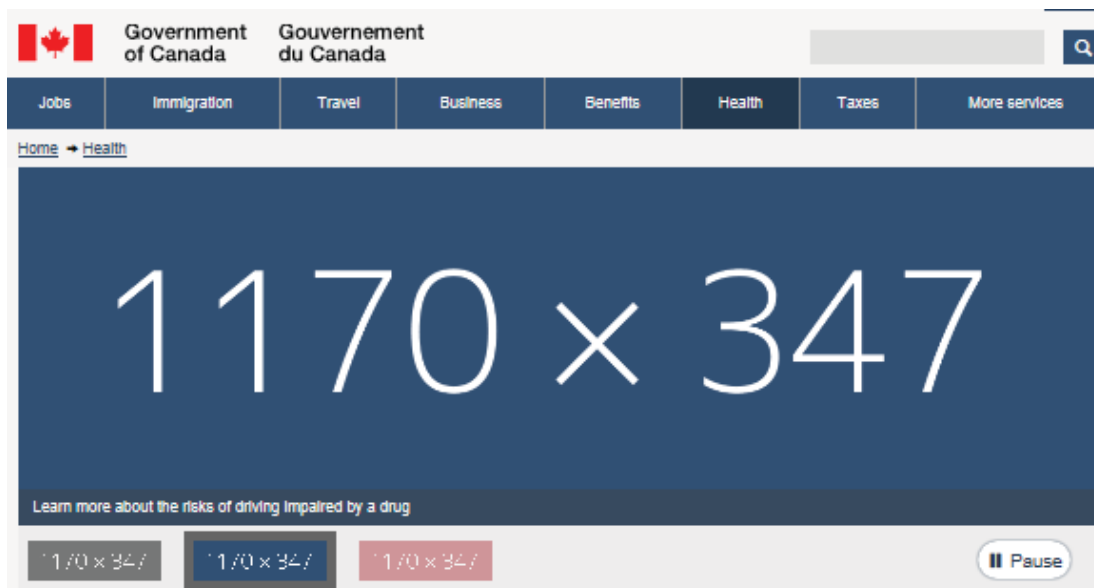 Government Gouvernement
of Canada du Canada
Jobs Immigration Travel Business Benefits Health Taxes More services
Home → Health
1170 × 347
Learn more about the risks of driving impaired by a drug
1170 × 347 1170 × 347 1170 × 347 Pause